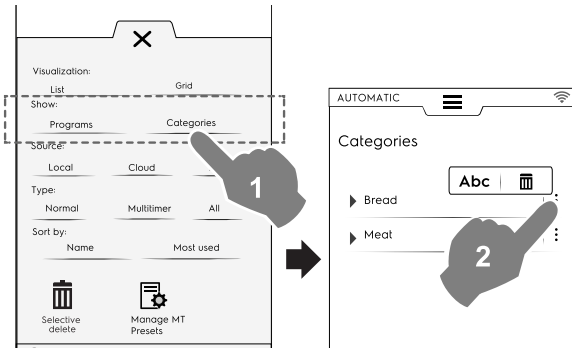 Visualization:
List Grid
Show:
Programs Categories
Source:
Local Cloud
Type:
Normal Multitimer All
Sort by:
Name Most used
Selective
delete
Manage MT
Presets
1
AUTOMATIC
Categories
Abc
Bread
Meat
2